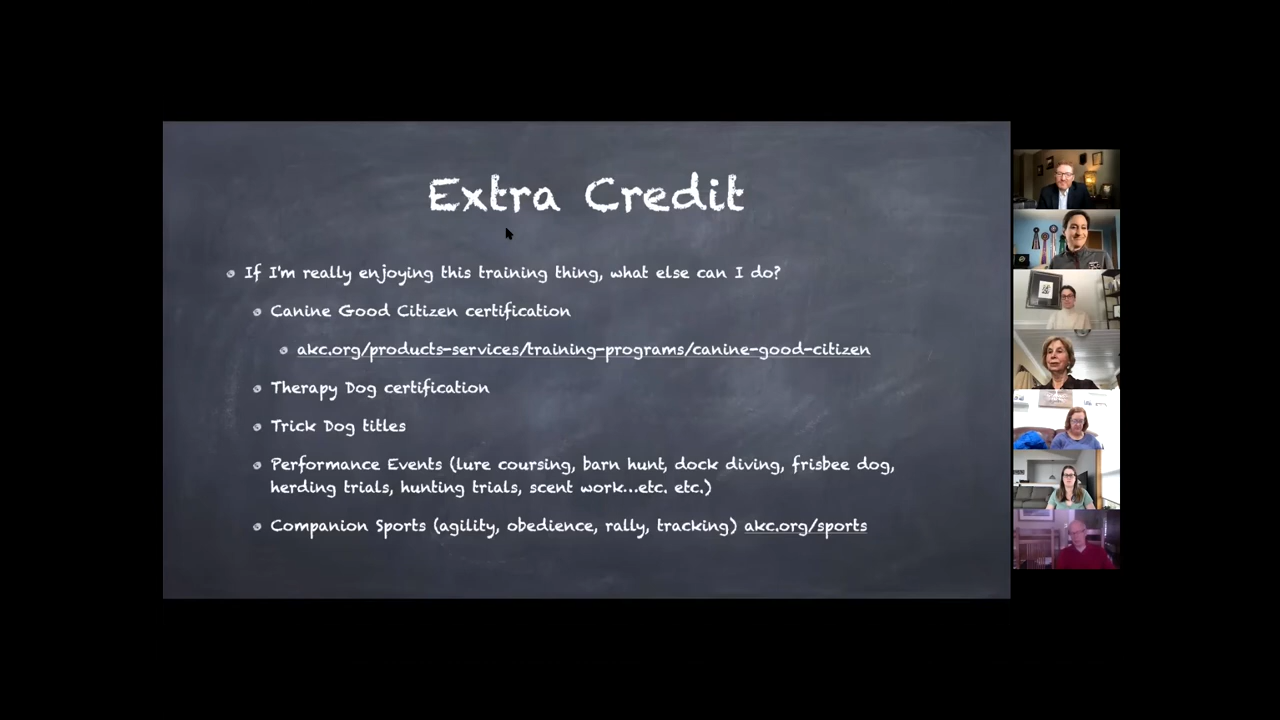 Extra Credit
If I'm really enjoying this training thing, what else can I do?
Canine Good Citizen certification
akc.org/products-services/training-programs/canine-good-citizen
Therapy Dog certification
Trick Dog titles
Performance Events (lure coursing, barn hunt, dock diving, frisbee dog,
herding trials, hunting trials, scent work...etc. etc.)
Companion Sports (agility, obedience, rally, tracking) akc.org/sports